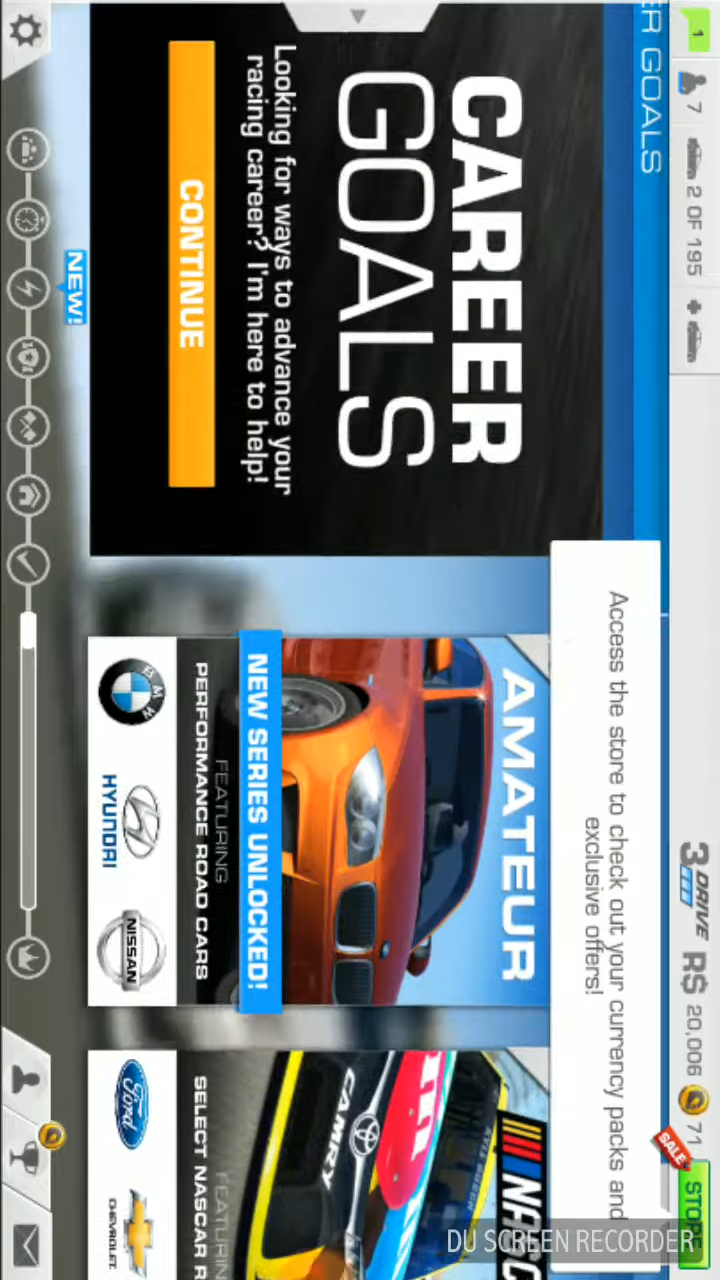 1
7
2 OF 195
3 DRIVE
R$ 20,006
71
SALE
STORE
ER GOALS
Access the store to check out your currency packs and
exclusive offers!
CAREER
GOALS
Looking for ways to advance your
racing career? I'm here to help!
CONTINUE
AMATEUR
NEW SERIES UNLOCKED!
FEATURING
PERFORMANCE ROAD CARS
BMW
HYUNDAI
NISSAN
NASC
CAMRY
FEATURIN
SELECT NASCAR R
Ford
CHEVROLET
NEW!
DU SCREEN RECORDER